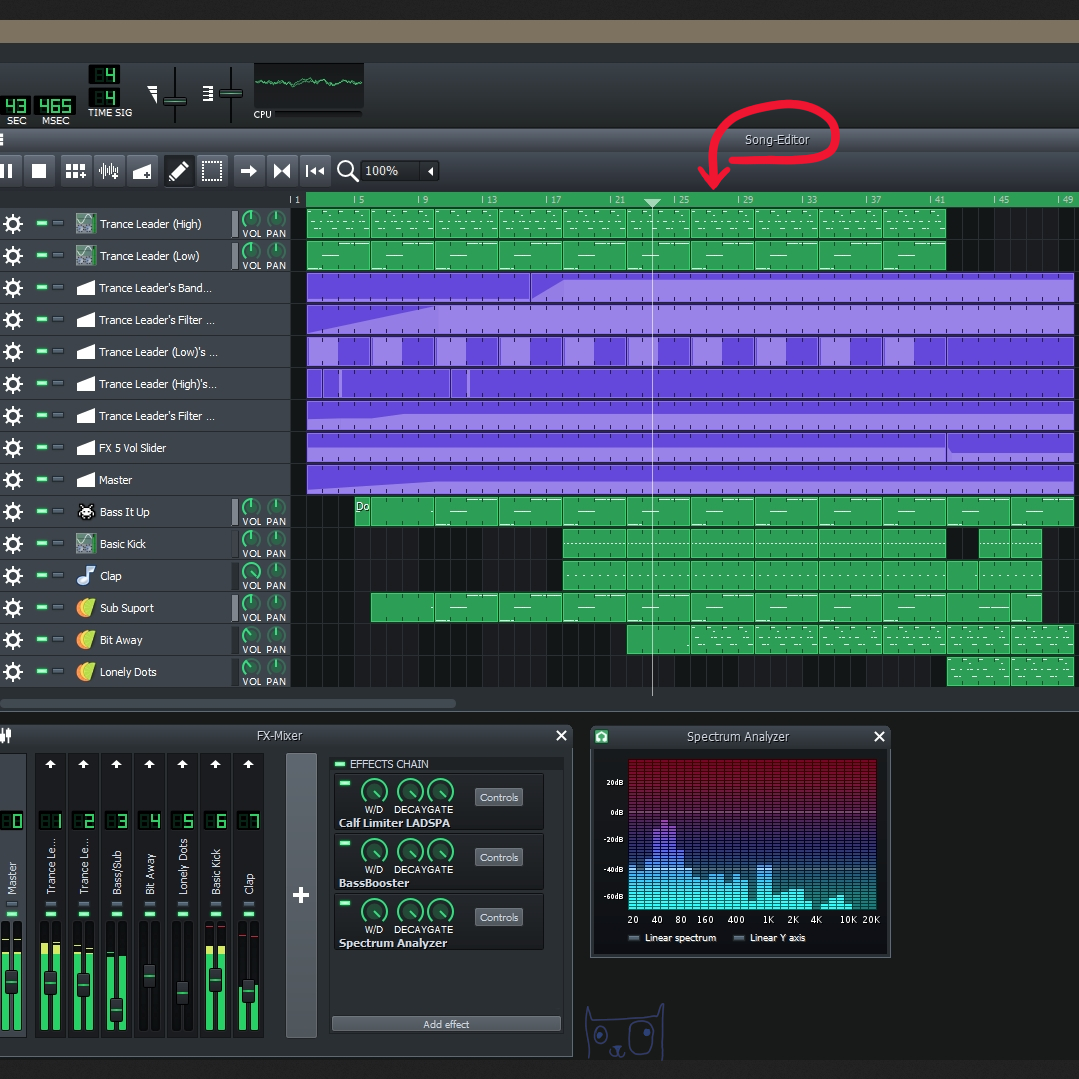 4
43 465 4
SEC MSEC TIME SIG
CPU
Song-Editor
100%
1 5 9 13 17 21 25 29 33 37 41 45 49
Trance Leader (High) VOL PAN
Trance Leader (Low) VOL PAN
Trance Leader's Band...
Trance Leader's Filter ...
Trance Leader (Low)'s ...
Trance Leader (High)'s...
Trance Leader's Filter ...
FX 5 Vol Slider
Master
Bass It Up VOL PAN Do
Basic Kick VOL PAN
Clap VOL PAN
Sub Suport VOL PAN
Bit Away VOL PAN
Lonely Dots VOL PAN
FX-Mixer
0 1 2 3 4 5 6 7
Master
Trance Le...
Trance Le...
Bass/Sub
Bit Away
Lonely Dots
Basic Kick
Clap
EFFECTS CHAIN
W/D DECAY GATE Controls
Calf Limiter LADSPA
W/D DECAY GATE Controls
BassBooster
W/D DECAY GATE Controls
Spectrum Analyzer
Add effect
Spectrum Analyzer
20dB
0dB
-20dB
-40dB
-60dB
20 40 80 160 400 1K 2K 4K 10K 20K
Linear spectrum Linear Y axis